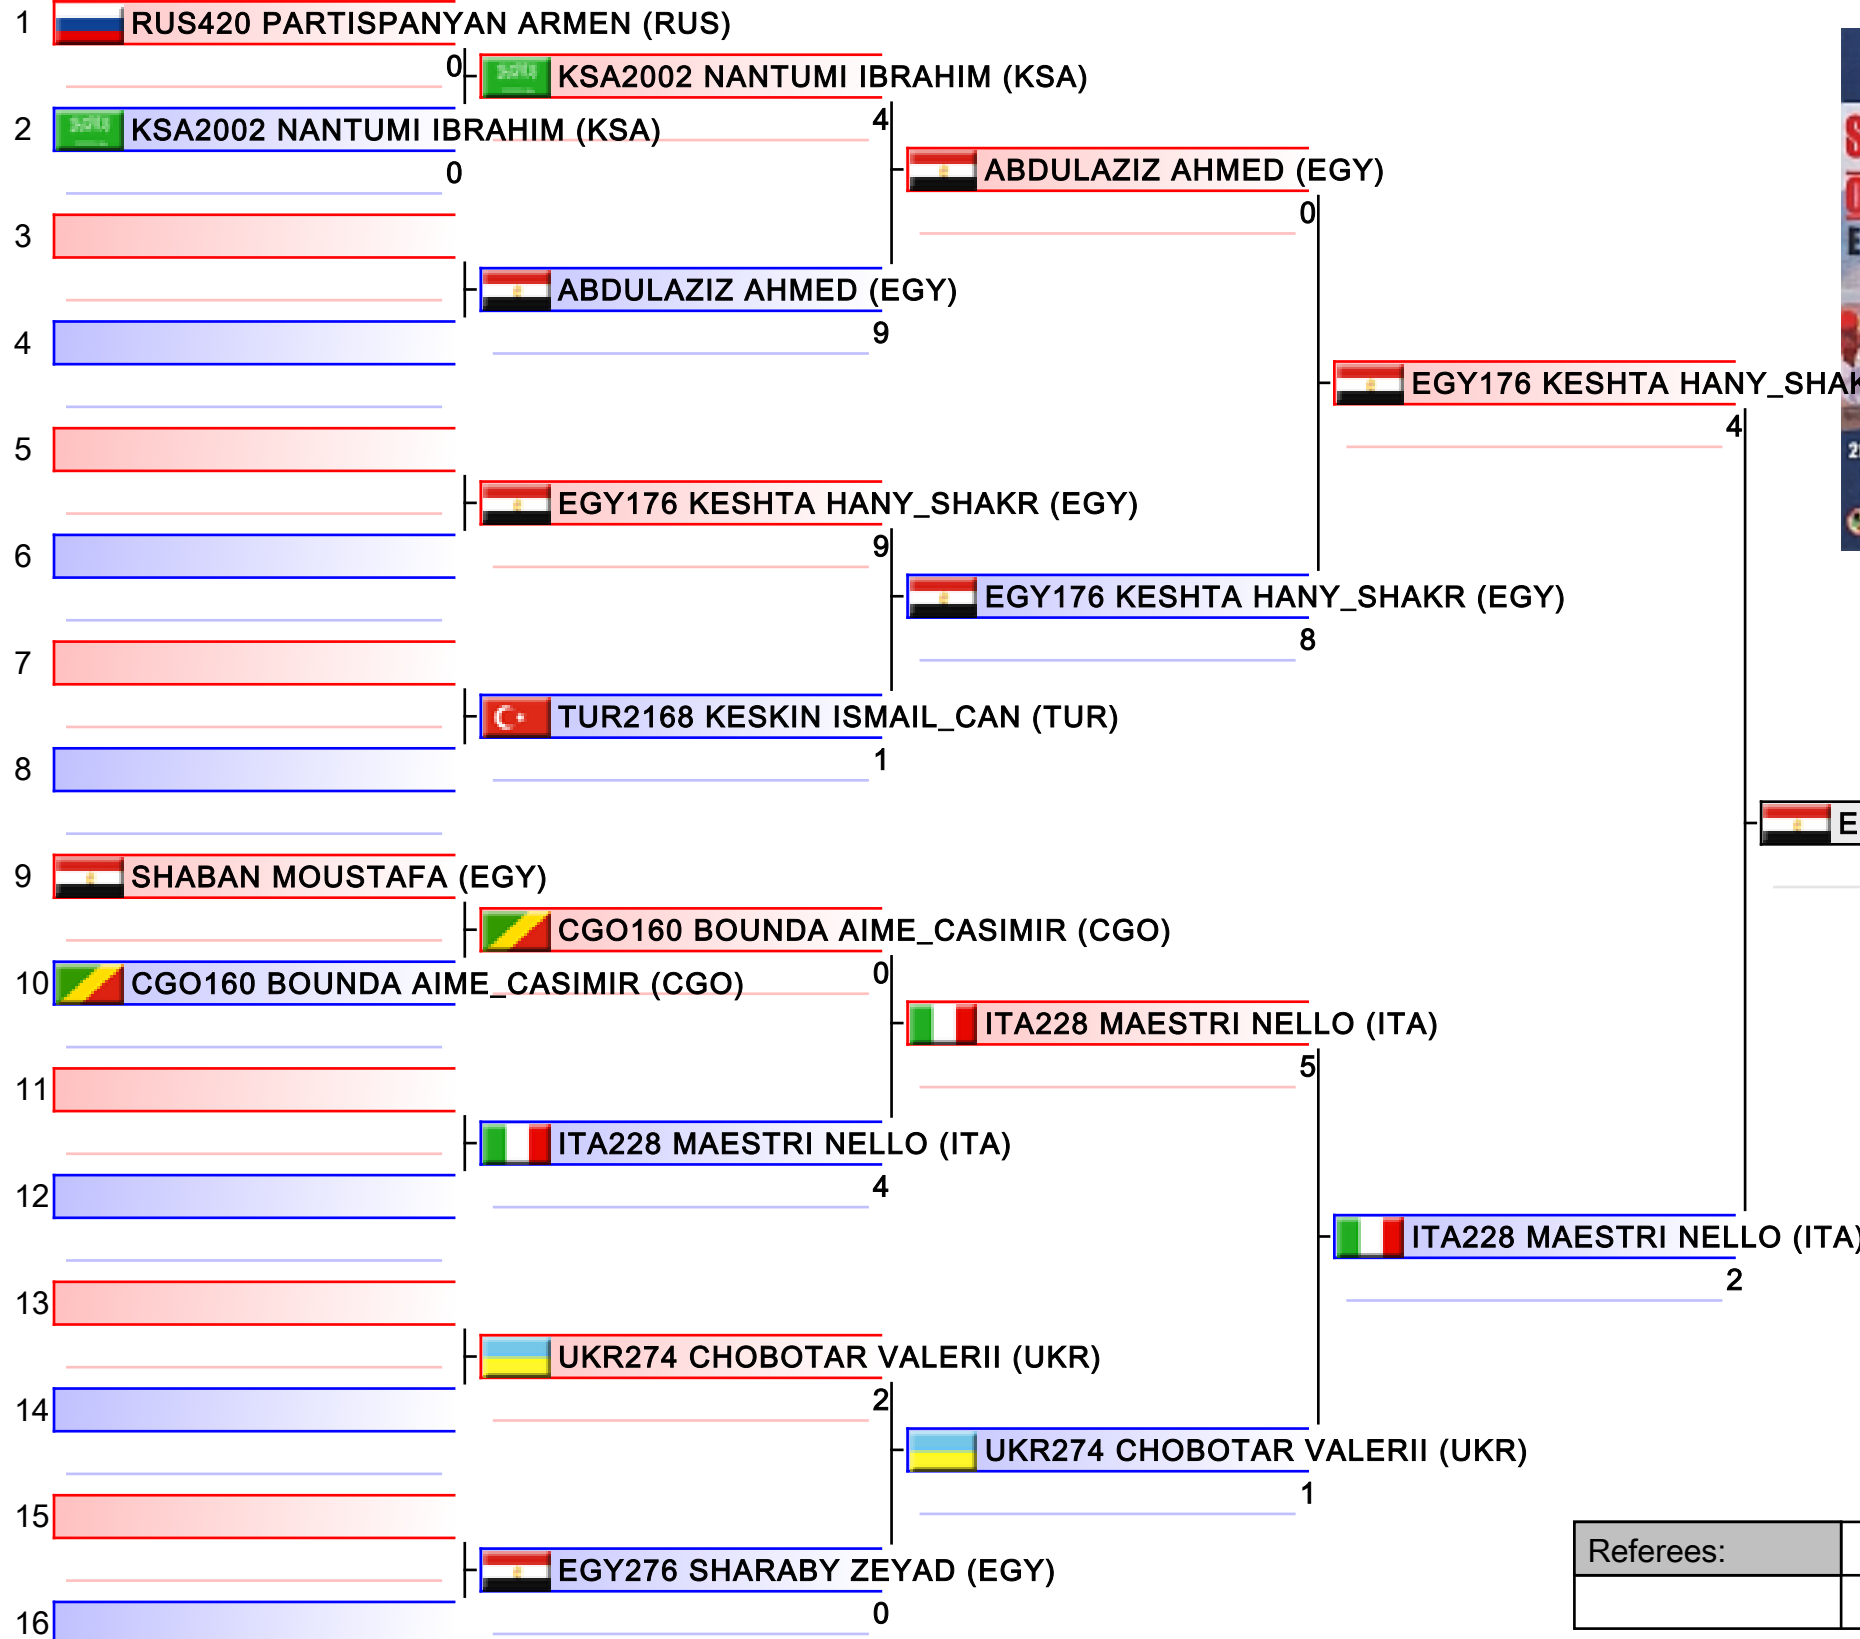 1 RUS420 PARTISPANYAN ARMEN (RUS)
0
2 KSA2002 NANTUMI IBRAHIM (KSA)
0
3
4
5
6
7
8
9 SHABAN MOUSTAFA (EGY)
10 CGO160 BOUNDA AIME_CASIMIR (CGO)
11
12
13
14
15
16
KSA2002 NANTUMI IBRAHIM (KSA)
4
ABDULAZIZ AHMED (EGY)
9
EGY176 KESHTA HANY_SHAKR (EGY)
9
TUR2168 KESKIN ISMAIL_CAN (TUR)
1
CGO160 BOUNDA AIME_CASIMIR (CGO)
0
ITA228 MAESTRI NELLO (ITA)
4
UKR274 CHOBOTAR VALERII (UKR)
2
EGY276 SHARABY ZEYAD (EGY)
0
ABDULAZIZ AHMED (EGY)
0
EGY176 KESHTA HANY_SHAKR (EGY)
8
ITA228 MAESTRI NELLO (ITA)
5
UKR274 CHOBOTAR VALERII (UKR)
1
EGY176 KESHTA HANY_SHAK
4
ITA228 MAESTRI NELLO (ITA)
2
E
Referees: